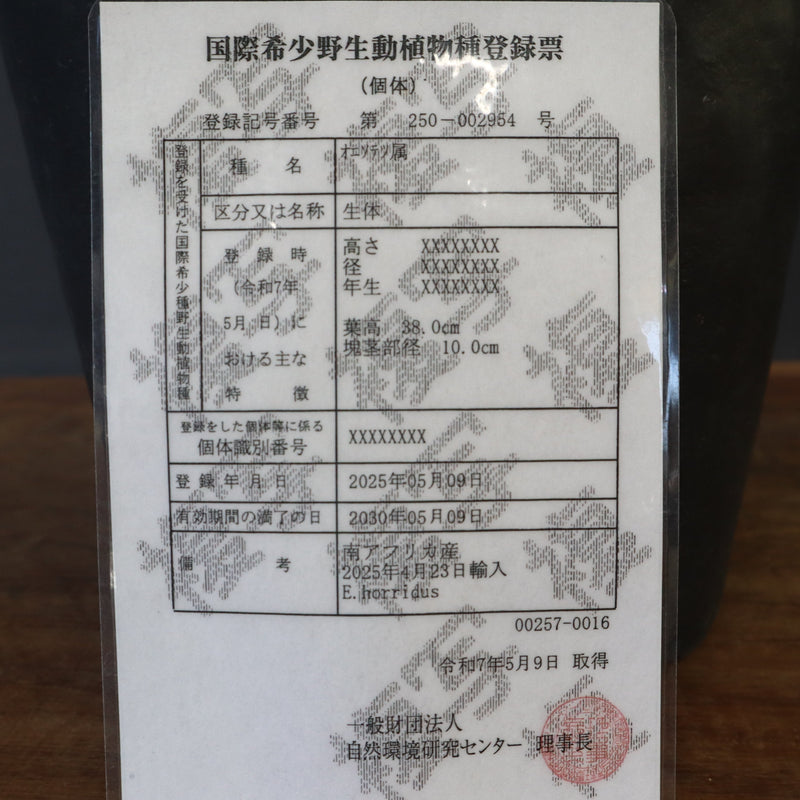 国際希少野生動植物種登録票
(個体)
登録記号番号 第 250-002954 号
登録を受けた国際希少種野生動植物種
種 名 ｵﾆｿﾃﾂ属
区分又は名称 生体
登録時
(令和7年
5月 日)に
おける主な
特徴
高さ XXXXXXXX
径 XXXXXXXX
年生 XXXXXXXX
葉高 38.0cm
塊茎部径 10.0cm
登録をした個体等に係る
個体識別番号 XXXXXXXX
登録年月日 2025年05月09日
有効期間の満了の日 2030年05月09日
備 考
南アフリカ産
2025年4月23日輸入
E.horridus
00257-0016
令和7年5月9日 取得
一般財団法人
自然環境研究センター 理事長